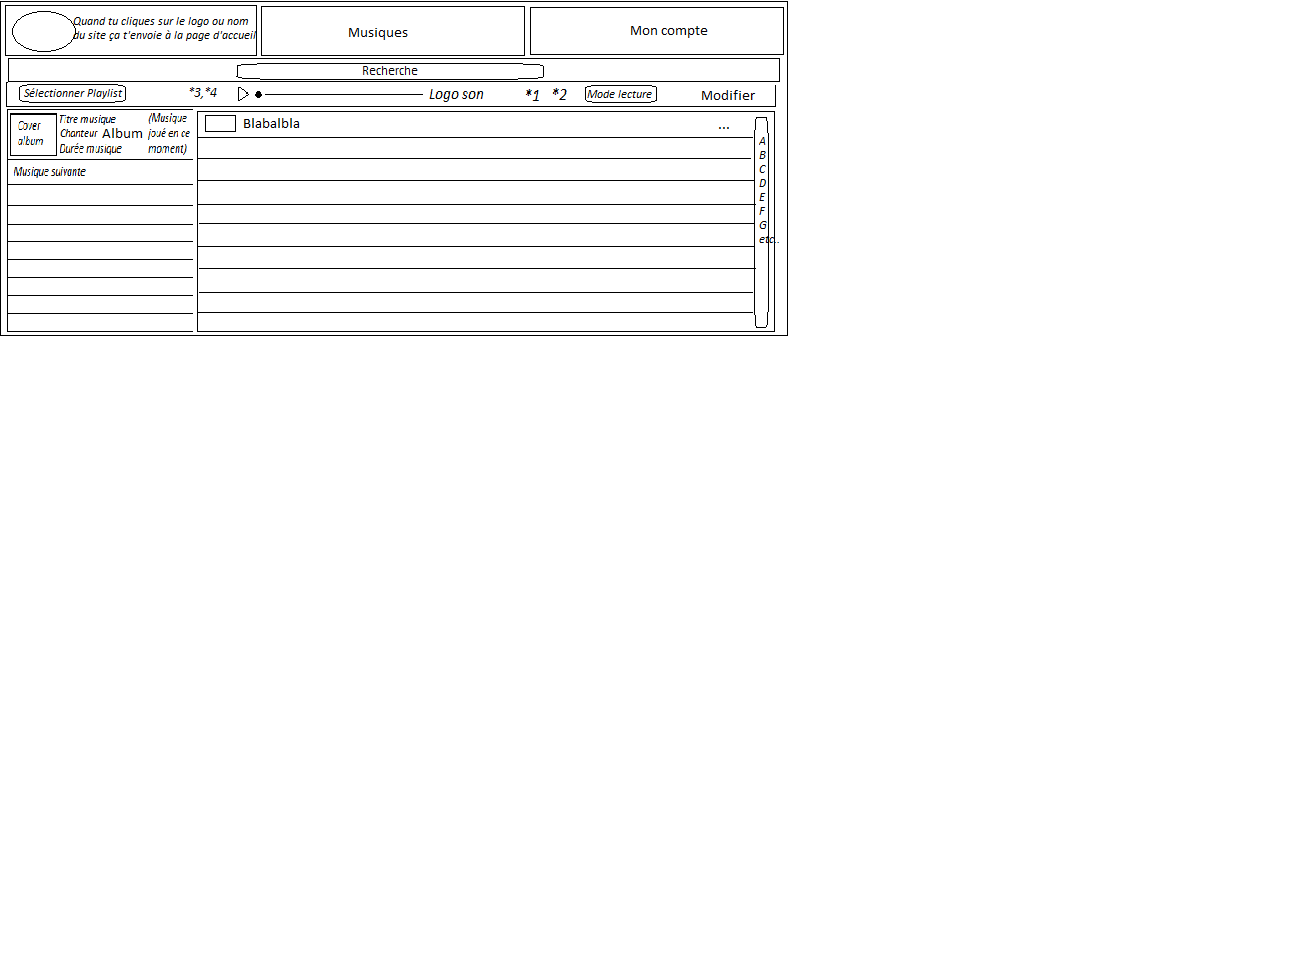 Quand tu cliques sur le logo ou nom
du site ça t'envoie à la page d'accueil
Musiques
Mon compte
Recherche
Sélectionner Playlist
*3,*4
Logo son
*1 *2
Mode lecture
Modifier
Cover
album
Titre musique
Chanteur Album
Durée musique
(Musique
joué en ce
moment)
Musique suivante
Blabalbla
...
A
B
C
D
E
F
G
etc..